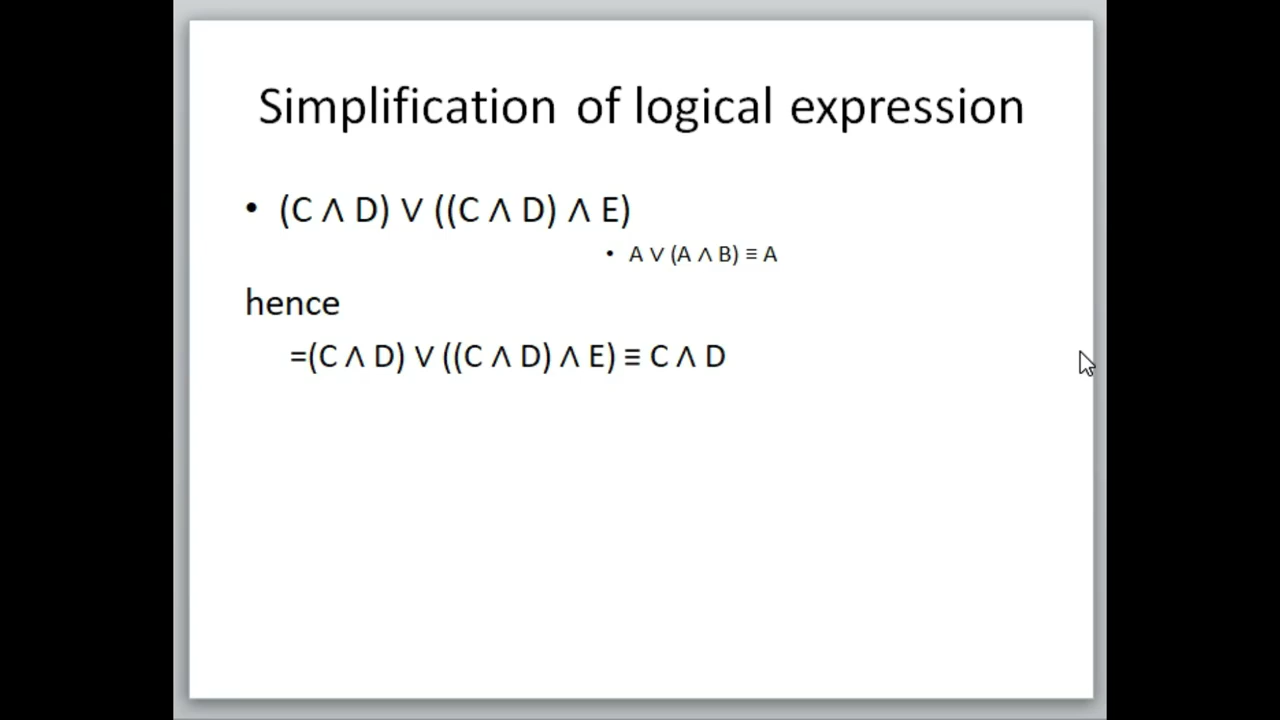 Simplification of logical expression
• (C ∧ D) ∨ ((C ∧ D) ∧ E)
• A ∨ (A ∧ B) ≡ A
hence
=(C ∧ D) ∨ ((C ∧ D) ∧ E) ≡ C ∧ D